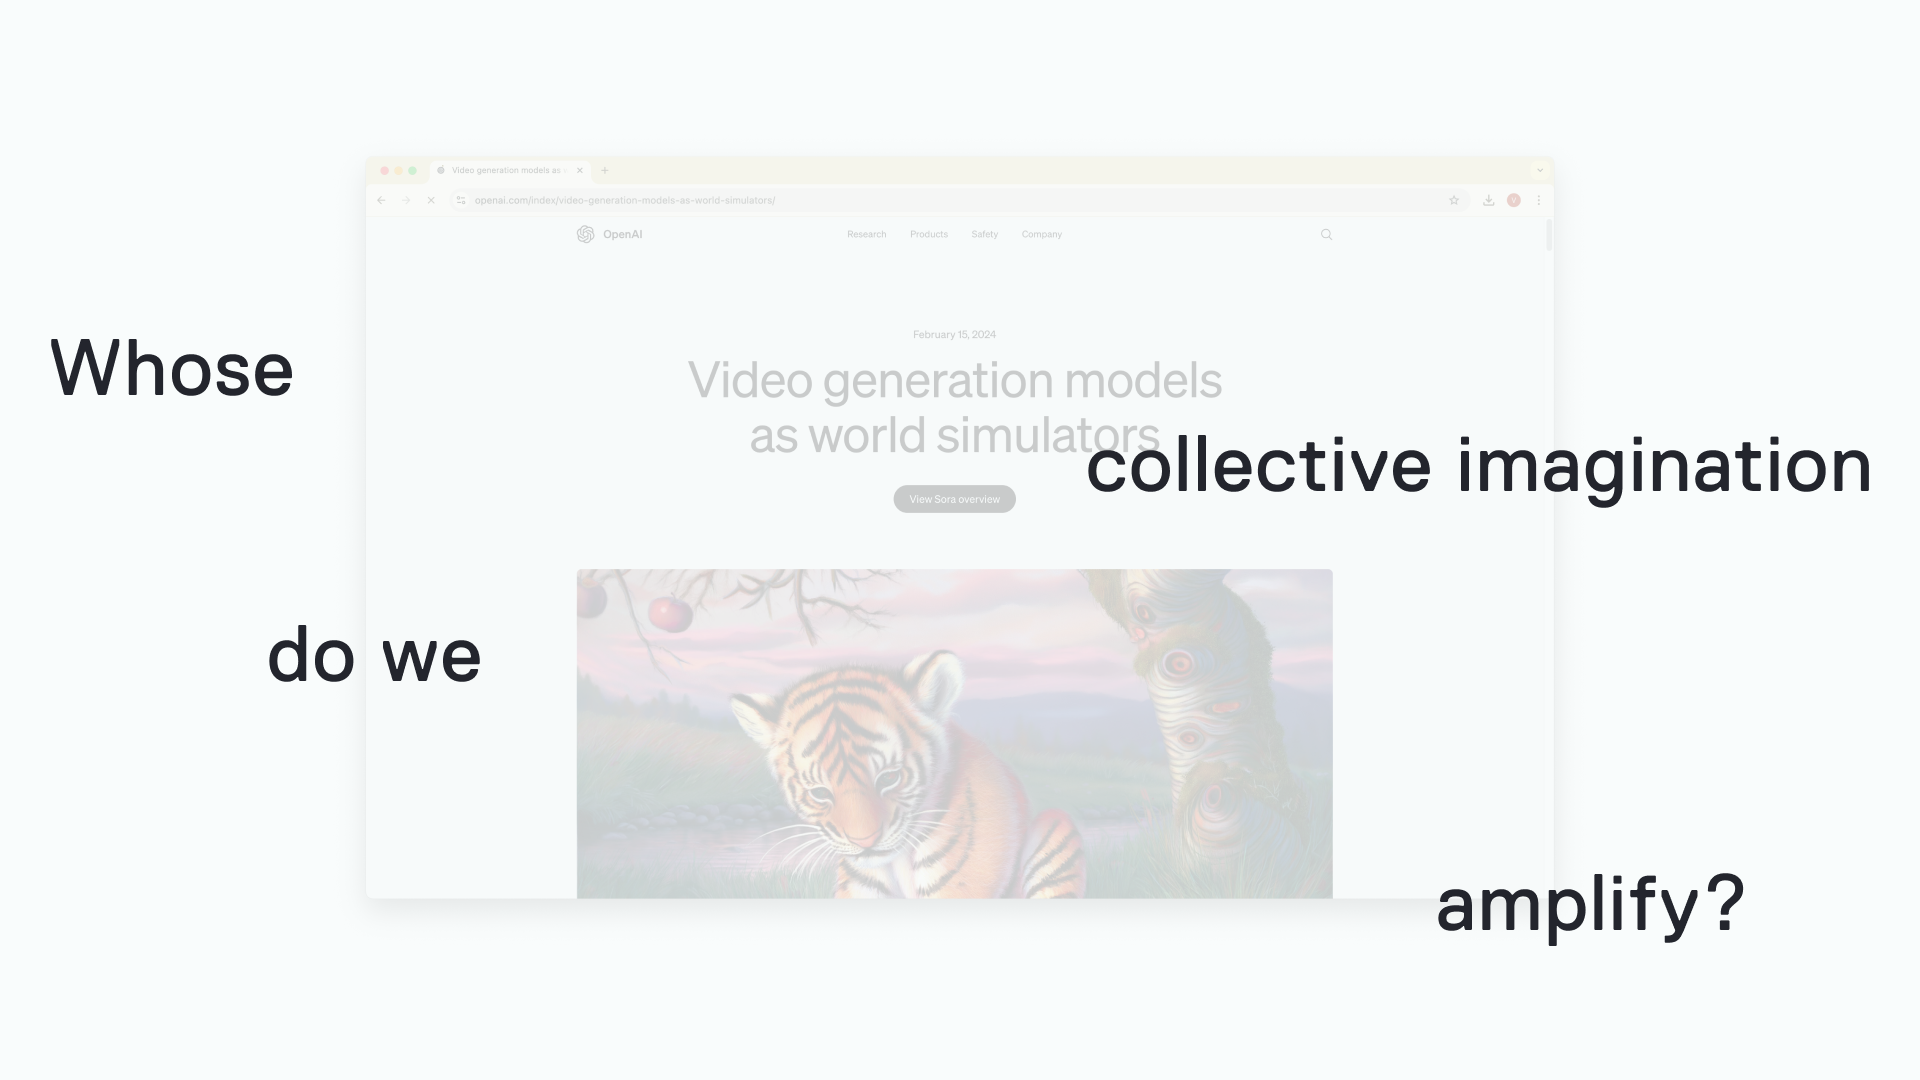 Video generation models as
openai.com/index/video-generation-models-as-world-simulators/
OpenAI
Research
Products
Safety
Company
February 15, 2024
Video generation models
as world simulators
View Sora overview
Whose
collective imagination
do we
amplify?